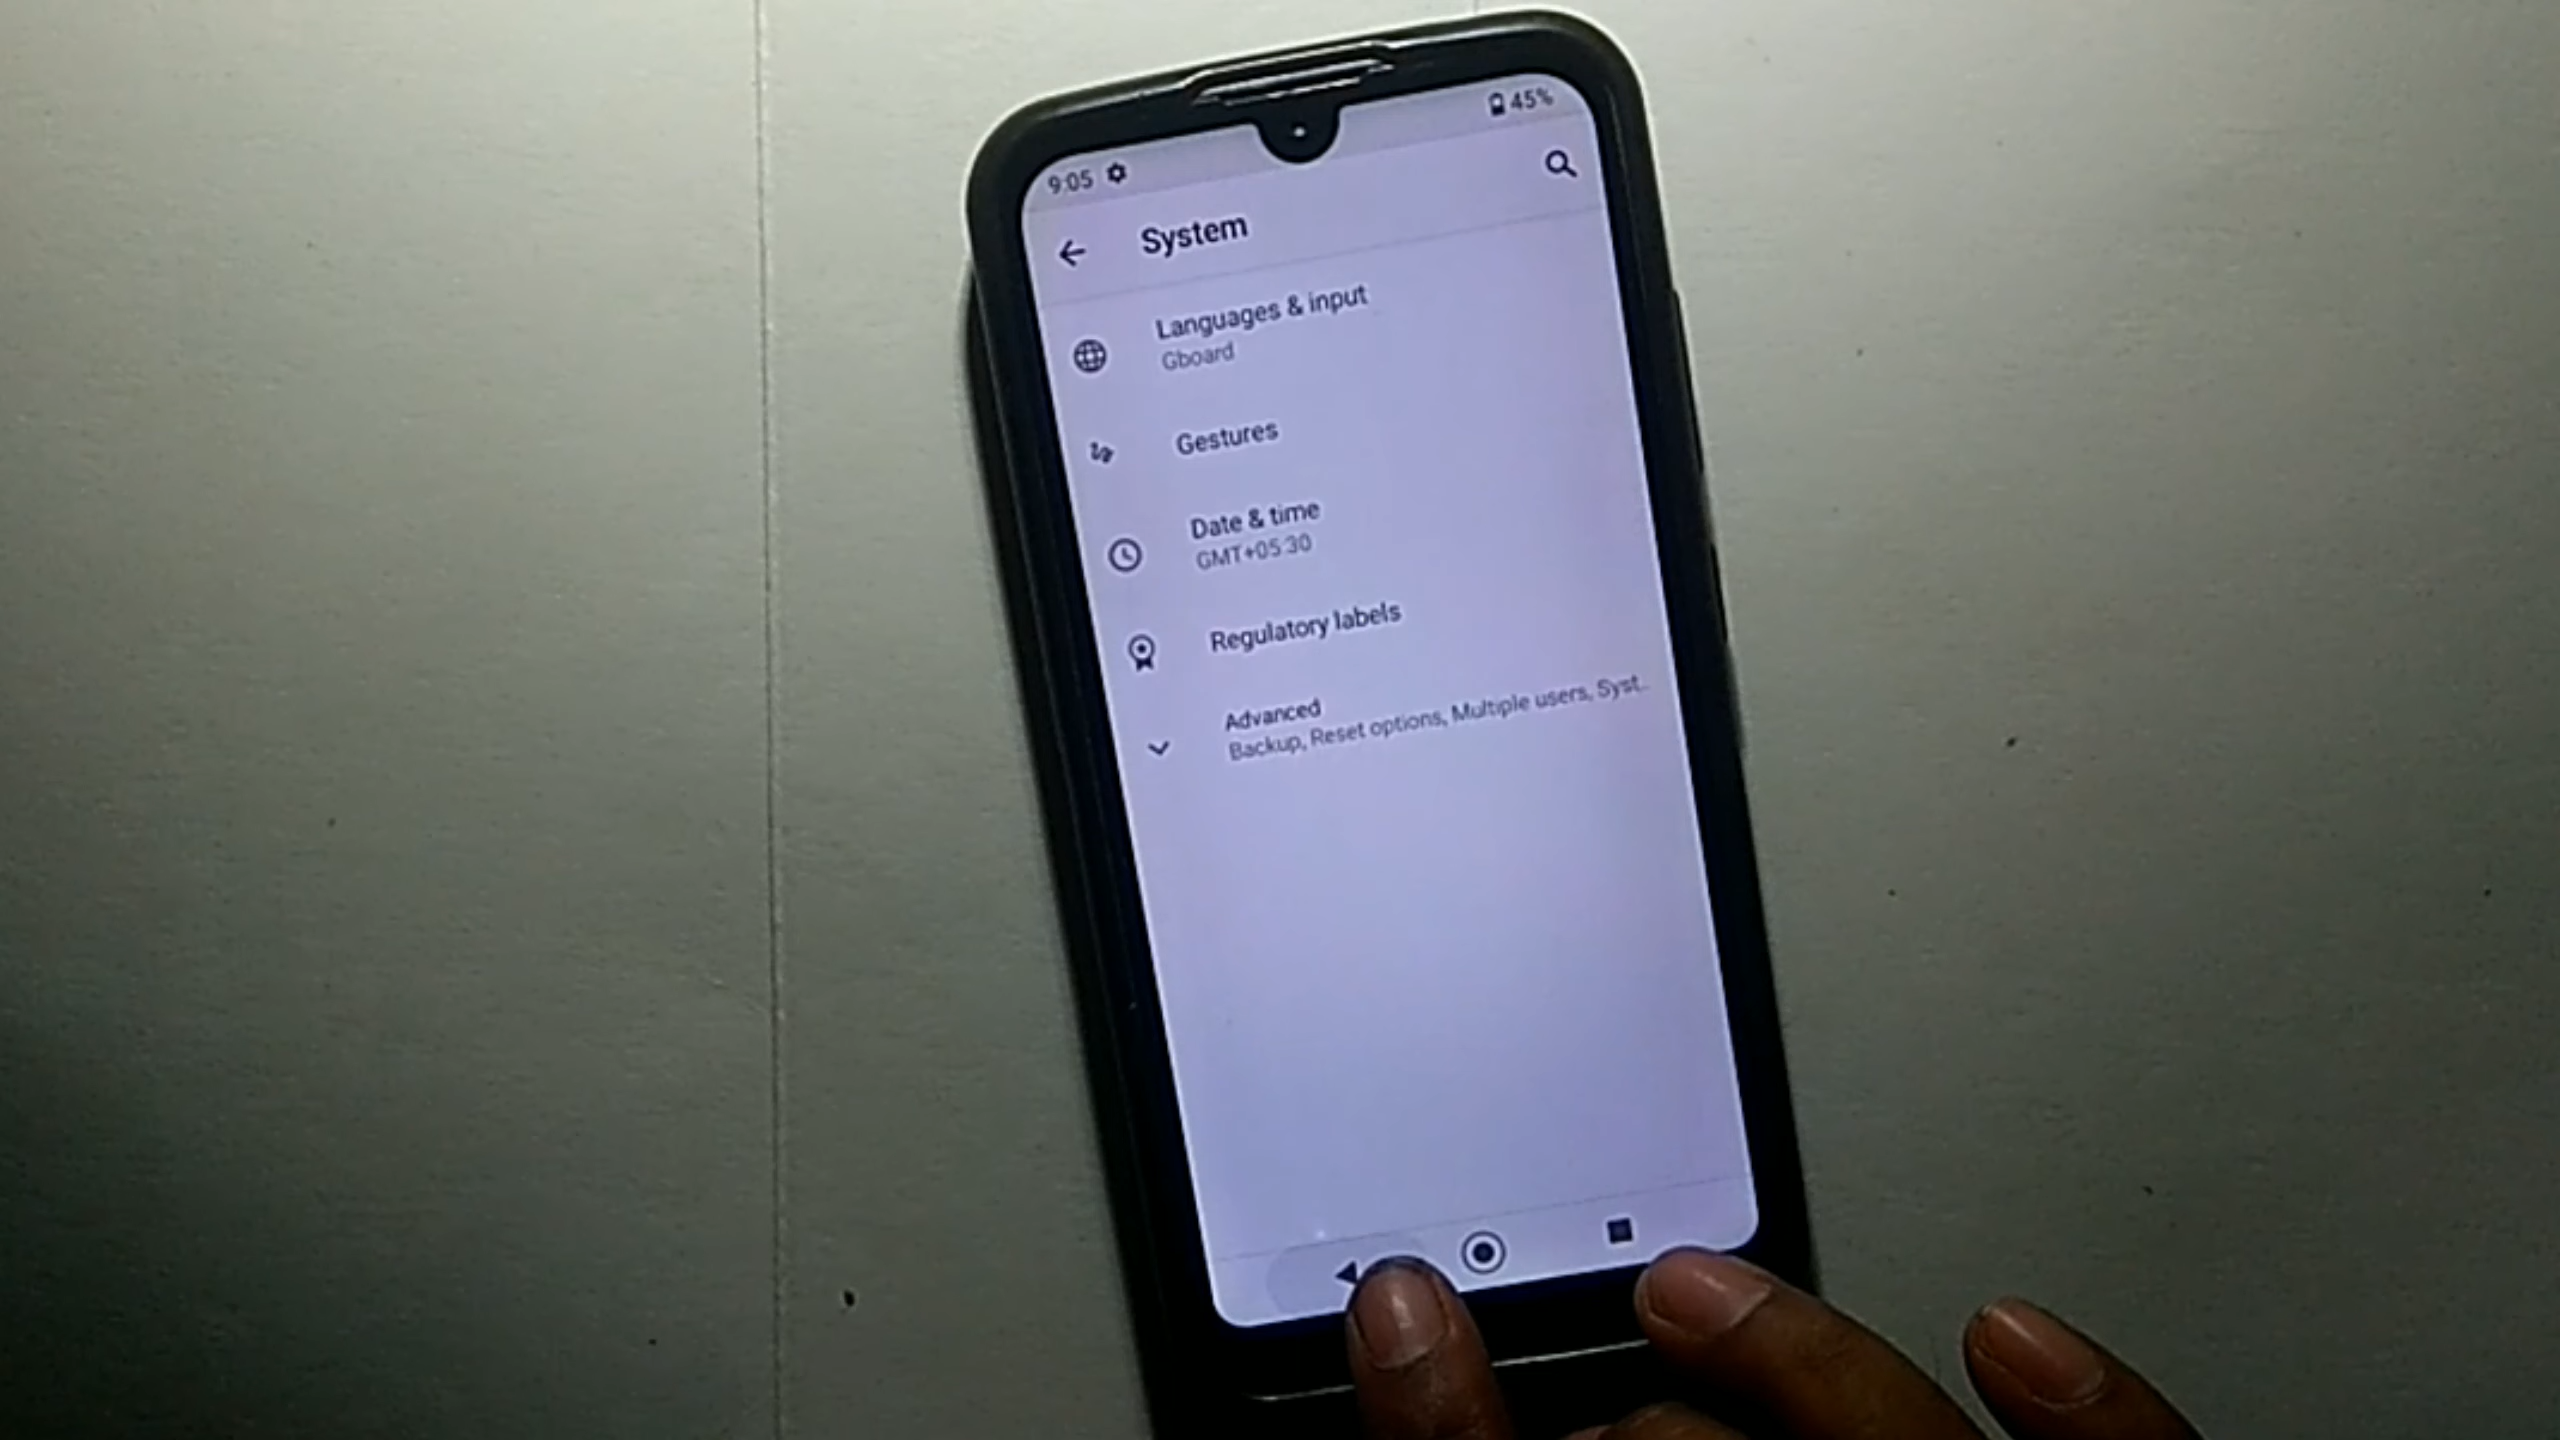 9:05
45%
System
Languages & input
Gboard
Gestures
Date & time
GMT+05:30
Regulatory labels
Advanced
Backup, Reset options, Multiple users, Syst..